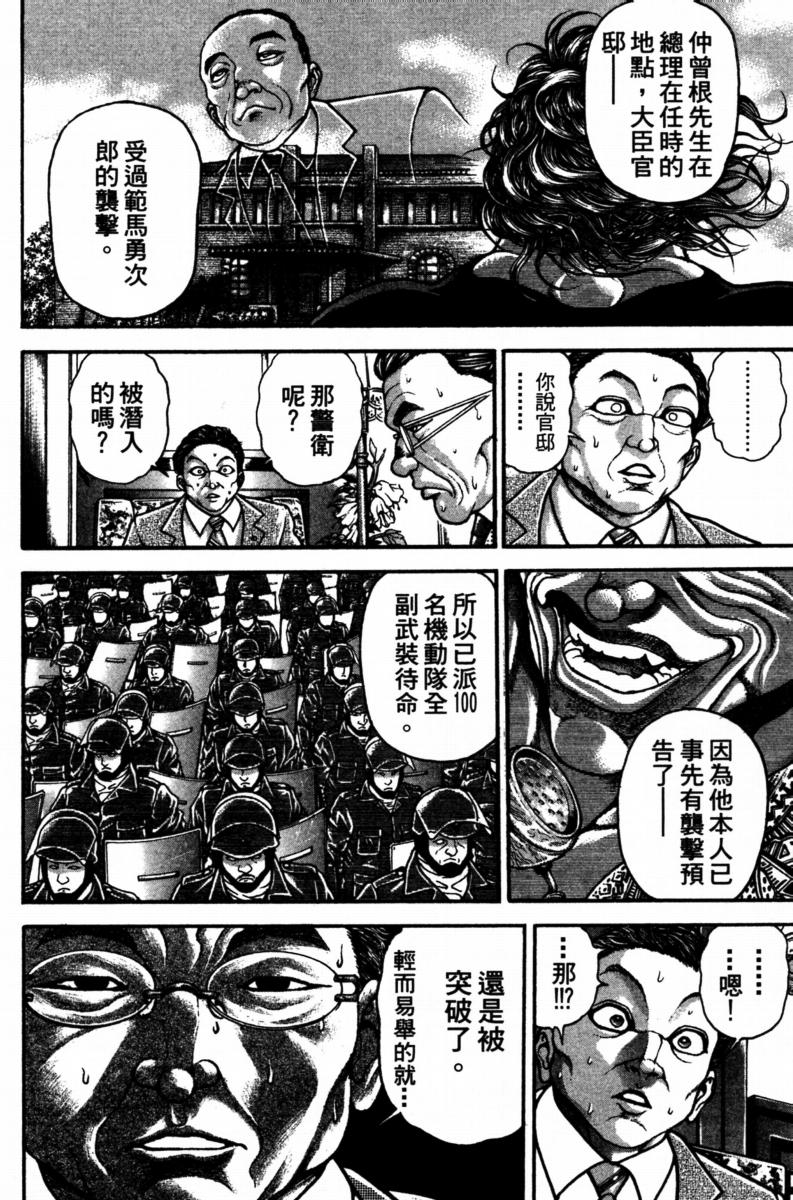 仲曾根先生在
總理在任時的
地點，大臣官
邸——
受過範馬勇次
郎的襲擊。
………
你說官邸
………
那警衛
呢？
被潛入
的嗎？
因為他本人已
事先有襲擊預
告了——
所以已派100
名機動隊全
副武裝待命。
………
………嗯！
…那!!?
…
還是被
突破了。
輕而易舉的就……